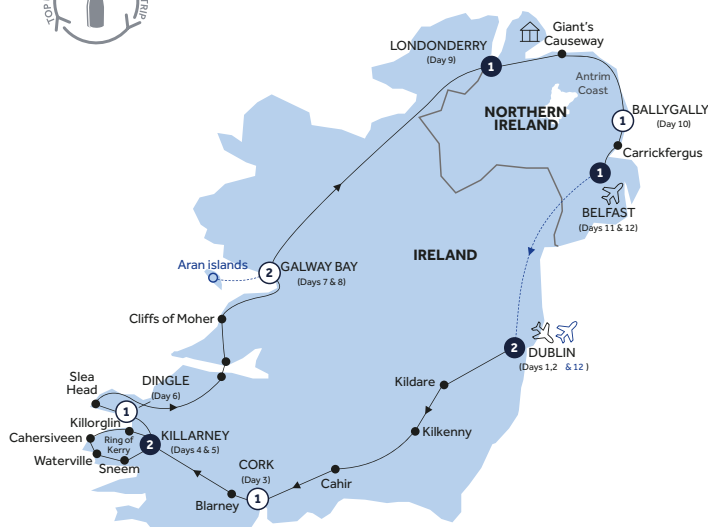 TOP
TRIP
LONDONDERRY
(Day 9)
1
Giant's
Causeway
Antrim
Coast
NORTHERN
IRELAND
1
BALLYGALLY
(Day 10)
Carrickfergus
1
BELFAST
(Days 11 & 12)
IRELAND
Aran islands
2
GALWAY BAY
(Days 7 & 8)
Cliffs of Moher
2
DUBLIN
(Days 1,2 & 12 )
Kildare
Kilkenny
Cahir
CORK
(Day 3)
1
Blarney
Slea
Head
DINGLE
(Day 6)
1
Killorglin
Cahersiveen
Ring of
Kerry
2
KILLARNEY
(Days 4 & 5)
Waterville
Sneem